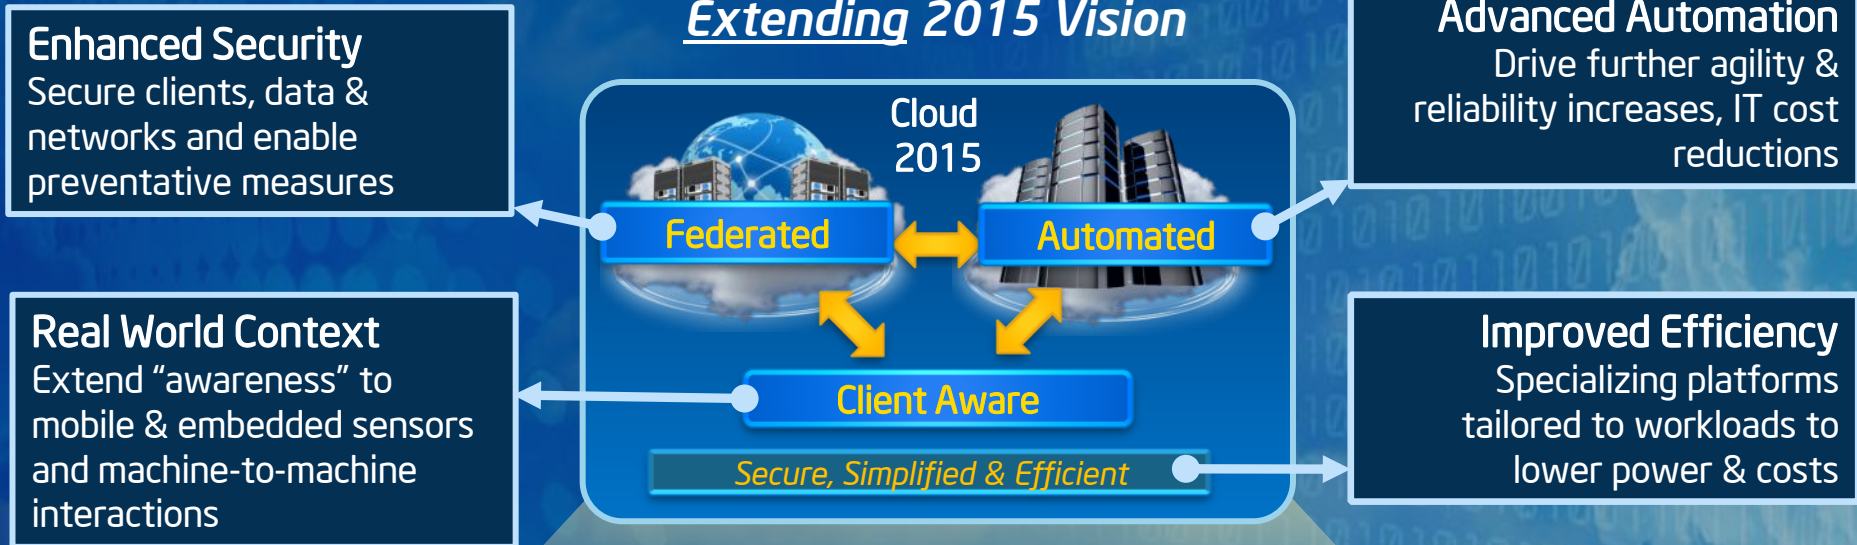 Extending 2015 Vision
Enhanced Security
Secure clients, data &
networks and enable
preventative measures
Advanced Automation
Drive further agility &
reliability increases, IT cost
reductions
Cloud
2015
Federated
Automated
Client Aware
Secure, Simplified & Efficient
Real World Context
Extend “awareness” to
mobile & embedded sensors
and machine-to-machine
interactions
Improved Efficiency
Specializing platforms
tailored to workloads to
lower power & costs